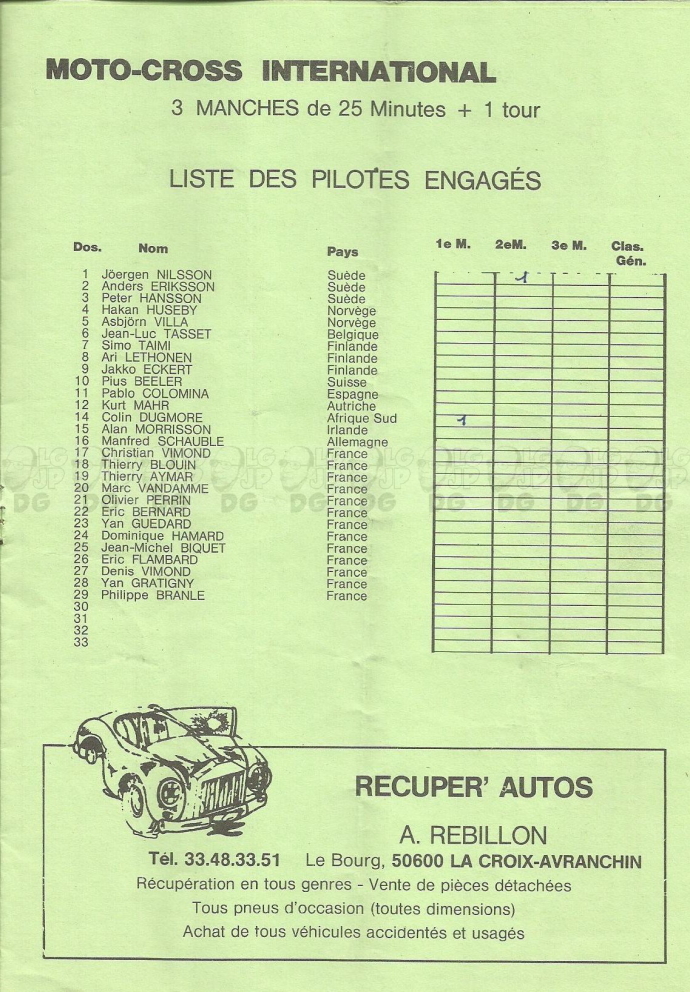 MOTO-CROSS INTERNATIONAL
3 MANCHES de 25 Minutes + 1 tour
LISTE DES PILOTES ENGAGÉS
Dos. Nom Pays 1e M. 2eM. 3e M. Clas. Gén.
1 Jöergen NILSSON Suède 1
2 Anders ERIKSSON Suède
3 Peter HANSSON Suède
4 Hakan HUSEBY Norvège
5 Asbjörn VILLA Norvège
6 Jean-Luc TASSET Belgique
7 Simo TAIMI Finlande
8 Ari LETHONEN Finlande
9 Jakko ECKERT Finlande
10 Pius BEELER Suisse
11 Pablo COLOMINA Espagne
12 Kurt MAHR Autriche
14 Colin DUGMORE Afrique Sud 1
15 Alan MORRISSON Irlande
16 Manfred SCHAUBLE Allemagne
17 Christian VIMOND France
18 Thierry BLOUIN France
19 Thierry AYMAR France
20 Marc VANDAMME France
21 Olivier PERRIN France
22 Eric BERNARD France
23 Yan GUEDARD France
24 Dominique HAMARD France
25 Jean-Michel BIQUET France
26 Eric FLAMBARD France
27 Denis VIMOND France
28 Yan GRATIGNY France
29 Philippe BRANLE France
30
31
32
33
RECUPER' AUTOS
A. REBILLON
Tél. 33.48.33.51 Le Bourg, 50600 LA CROIX-AVRANCHIN
Récupération en tous genres - Vente de pièces détachées
Tous pneus d'occasion (toutes dimensions)
Achat de tous véhicules accidentés et usagés